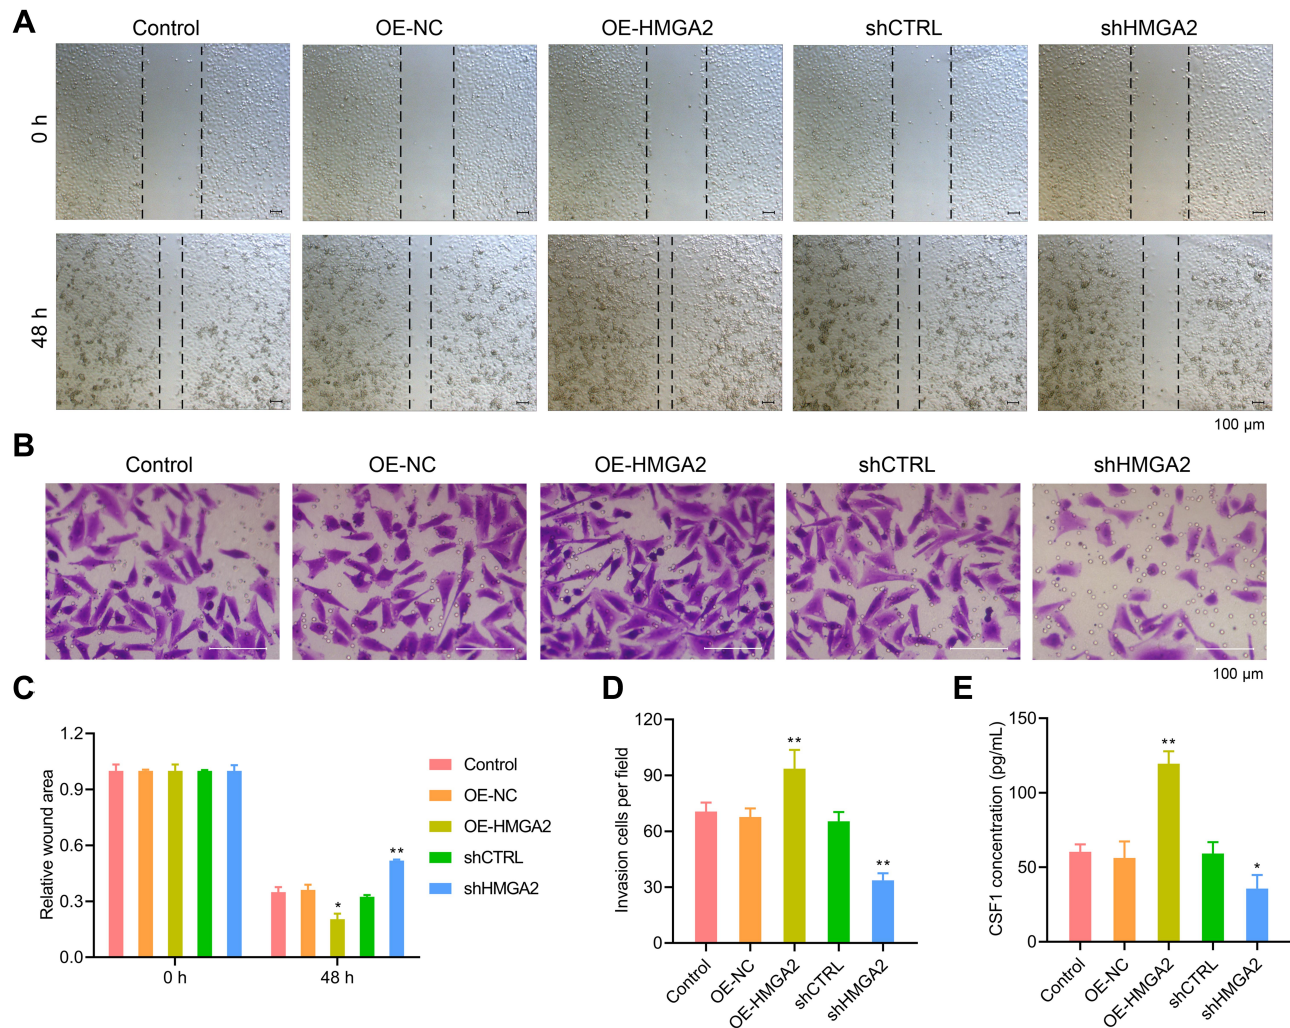 A
Control OE-NC OE-HMGA2 shCTRL shHMGA2
0 h
48 h
100 μm
B
Control OE-NC OE-HMGA2 shCTRL shHMGA2
100 μm
C
Relative wound area
1.2
0.9
0.6
0.3
0.0
* **
0 h 48 h
Control
OE-NC
OE-HMGA2
shCTRL
shHMGA2
D
Invasion cells per field
120
90
60
30
0
** **
Control OE-NC OE-HMGA2 shCTRL shHMGA2
E
CSF1 concentration (pg/mL)
150
100
50
0
** *
Control OE-NC OE-HMGA2 shCTRL shHMGA2